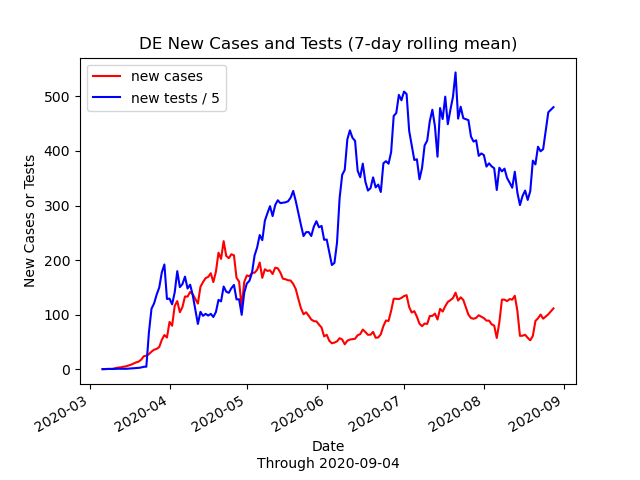 DE New Cases and Tests (7-day rolling mean)
new cases
new tests / 5
New Cases or Tests
500
400
300
200
100
0
2020-03
2020-04
2020-05
2020-06
2020-07
2020-08
2020-09
Date
Through 2020-09-04